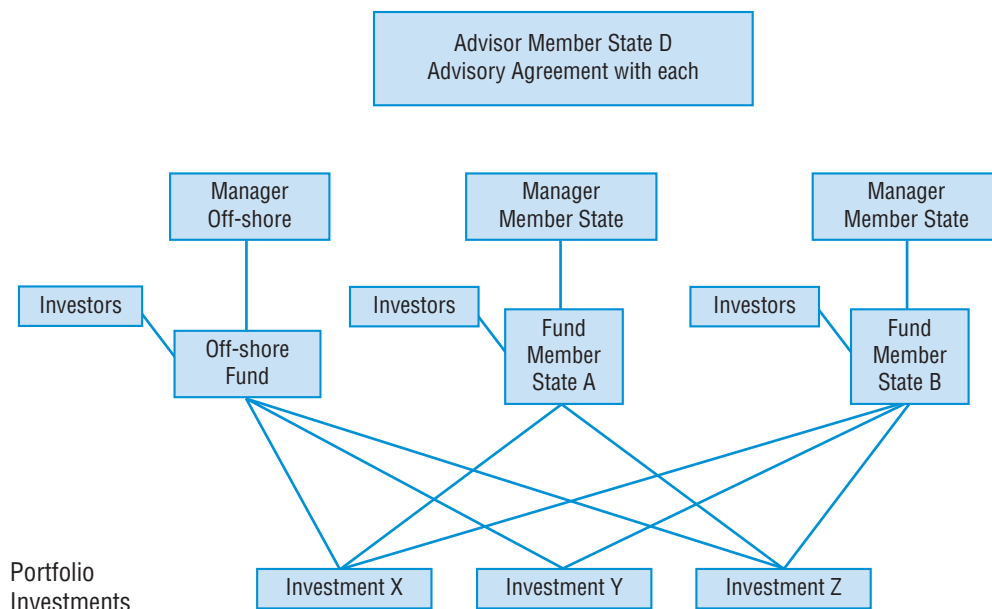 Advisor Member State D
Advisory Agreement with each
Manager
Off-shore
Manager
Member State
Manager
Member State
Investors
Investors
Investors
Off-shore
Fund
Fund
Member
State A
Fund
Member
State B
Portfolio
Investments
Investment X
Investment Y
Investment Z